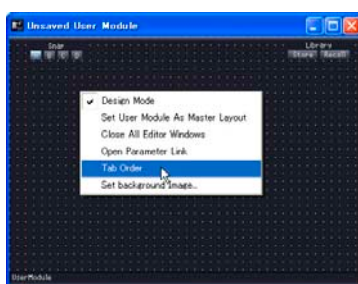 Unsaved User Module
Snap
A B C D
Library
Store Recall
Design Mode
Set User Module As Master Layout
Close All Editor Windows
Open Parameter Link
Tab Order
Set background Image..
UserModule